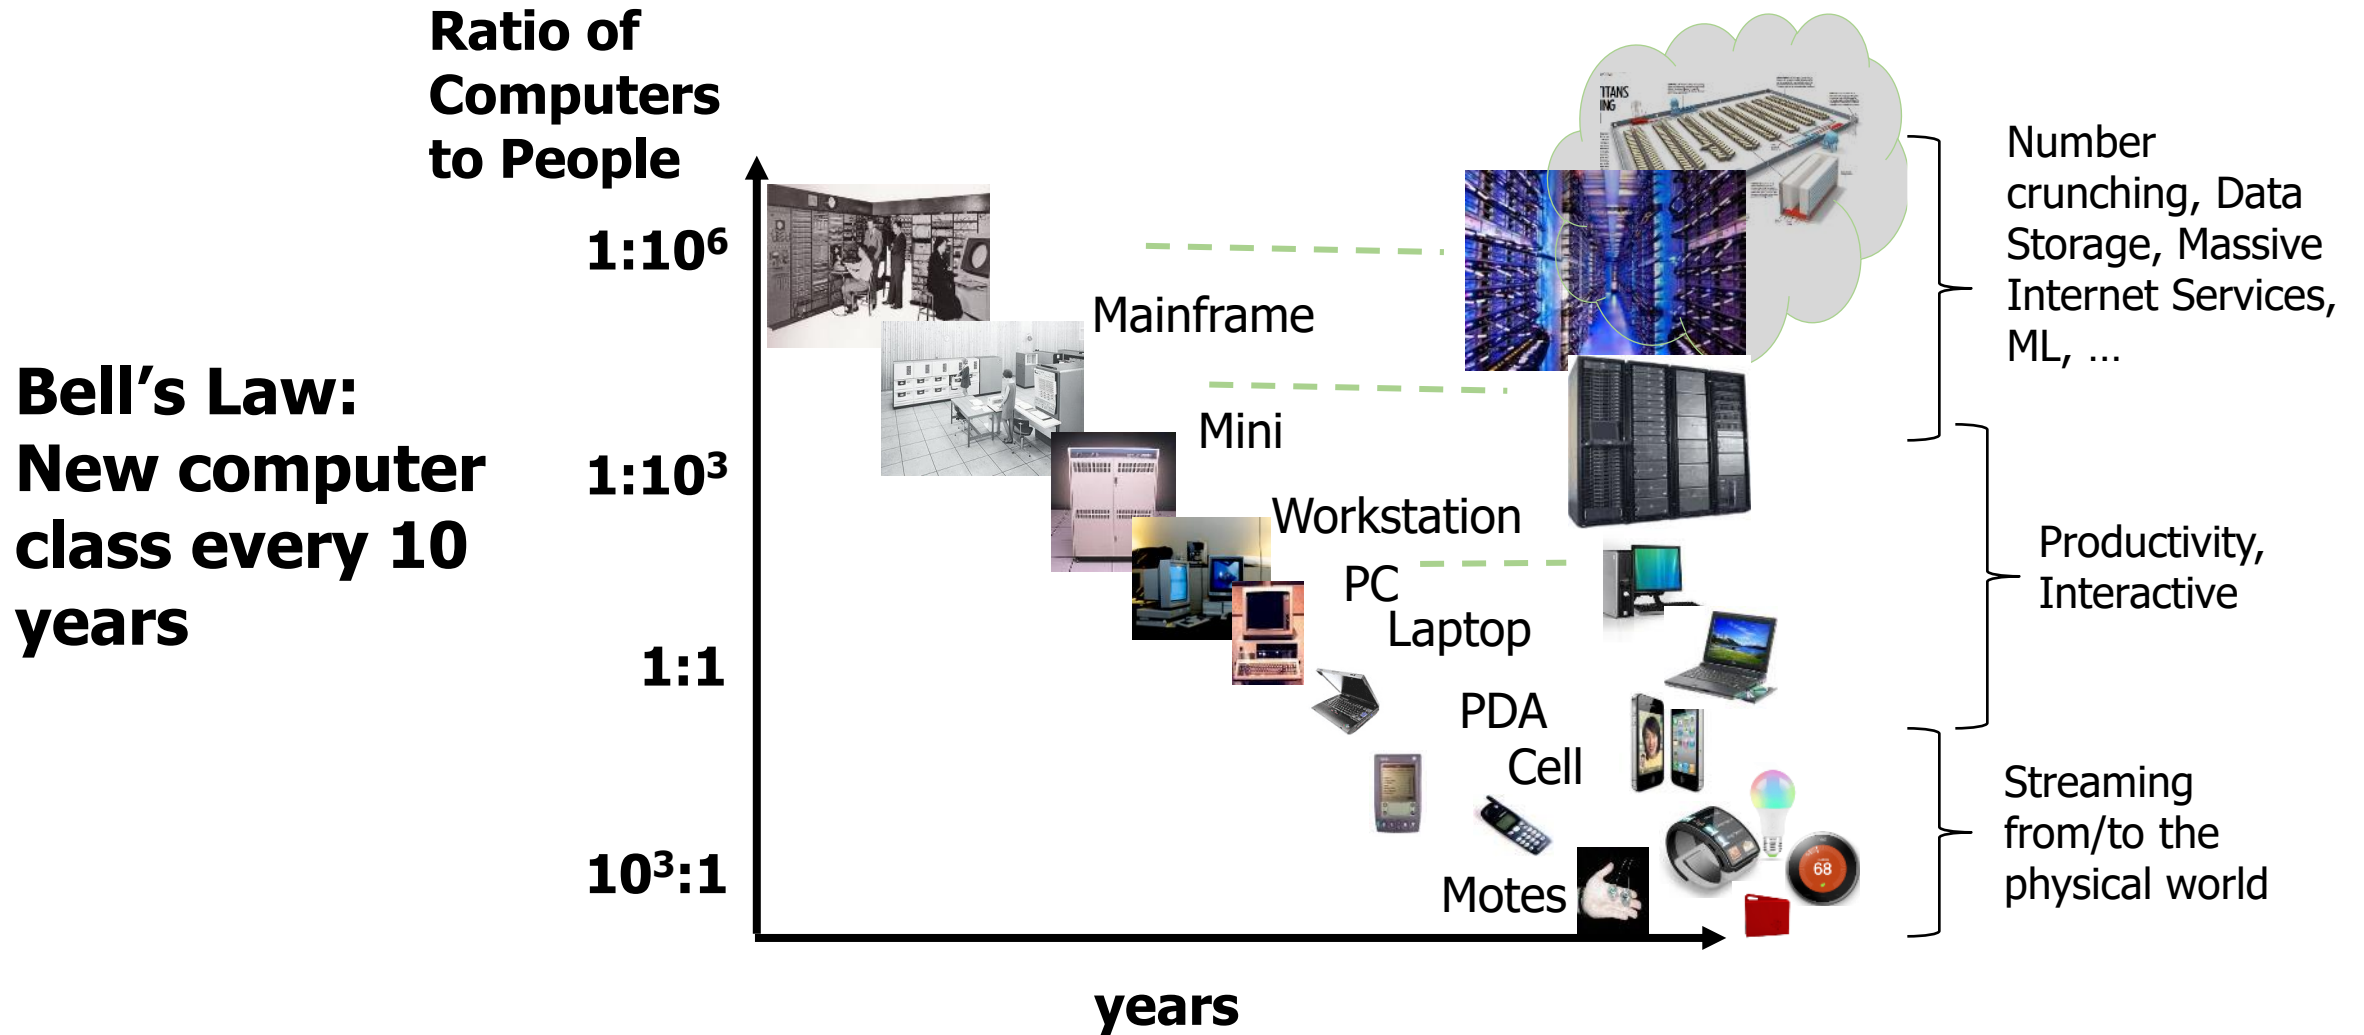 Ratio of
Computers
to People
1:10⁶
1:10³
1:1
10³:1
Bell’s Law:
New computer
class every 10
years
Mainframe
Mini
Workstation
PC
Laptop
PDA
Cell
Motes
years
TITANS
68
Number
crunching, Data
Storage, Massive
Internet Services,
ML, …
Productivity,
Interactive
Streaming
from/to the
physical world